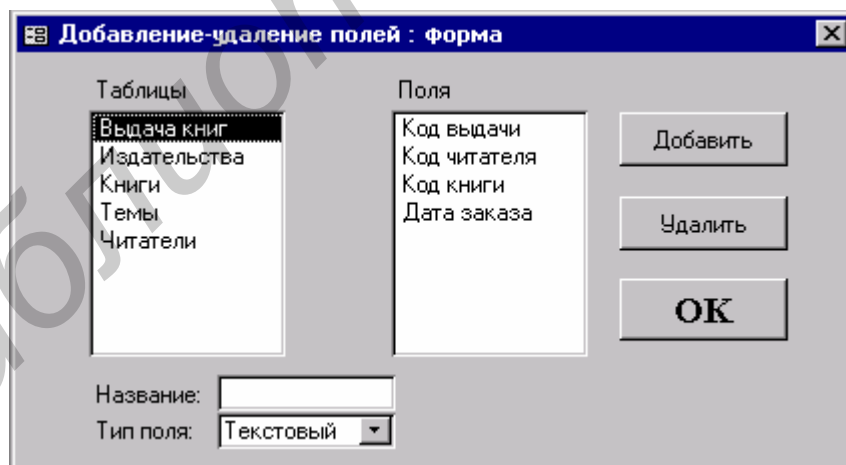 Добавление-удаление полей : форма
Таблицы
Поля
Выдача книг
Издательства
Книги
Темы
Читатели
Код выдачи
Код читателя
Код книги
Дата заказа
Добавить
Удалить
ОК
Название:
Тип поля: Текстовый